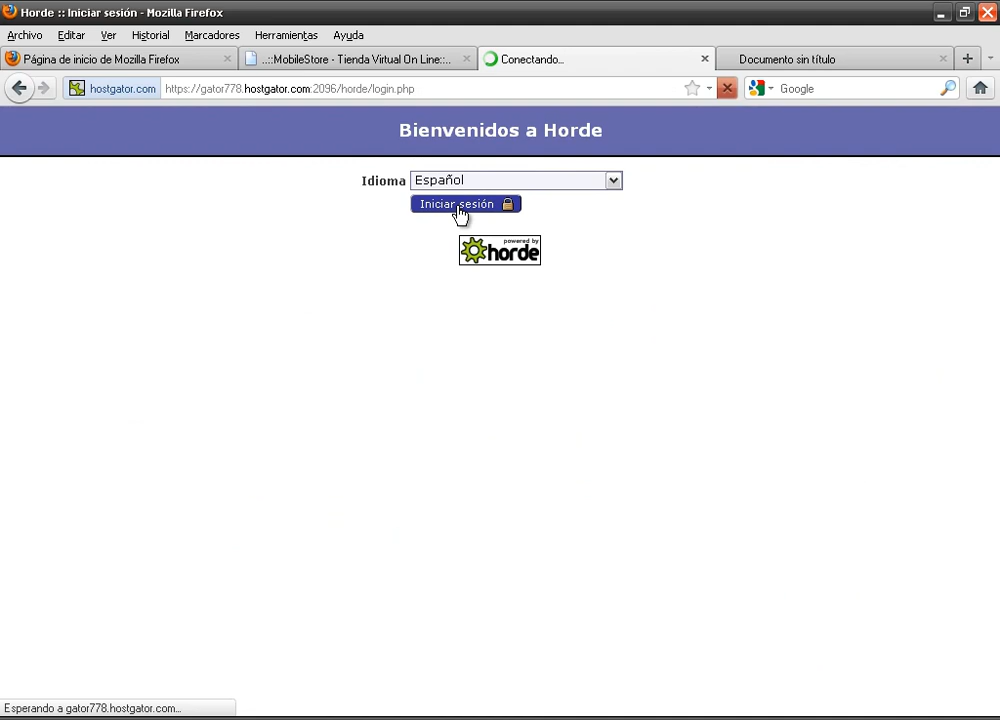 Horde :: Iniciar sesión - Mozilla Firefox
Archivo Editar Ver Historial Marcadores Herramientas Ayuda
Página de inicio de Mozilla Firefox ..::MobileStore - Tienda Virtual On Line::.. Conectando... Documento sin título
hostgator.com https://gator778.hostgator.com:2096/horde/login.php Google
Bienvenidos a Horde
Idioma Español
Iniciar sesión
powered by
horde
Esperando a gator778.hostgator.com...